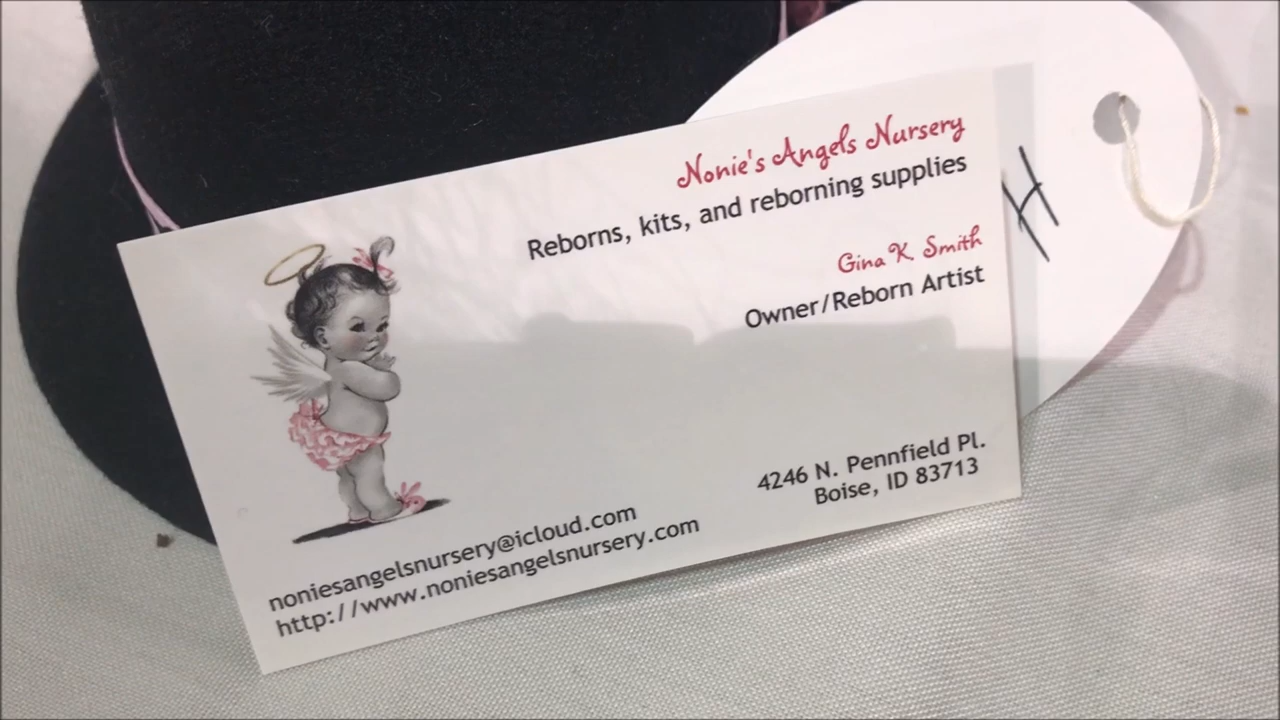 Nonie's Angels Nursery
Reborns, kits, and reborning supplies
Gina K. Smith
Owner/Reborn Artist
4246 N. Pennfield Pl.
Boise, ID 83713
noniesangelsnursery@icloud.com
http://www.noniesangelsnursery.com
H